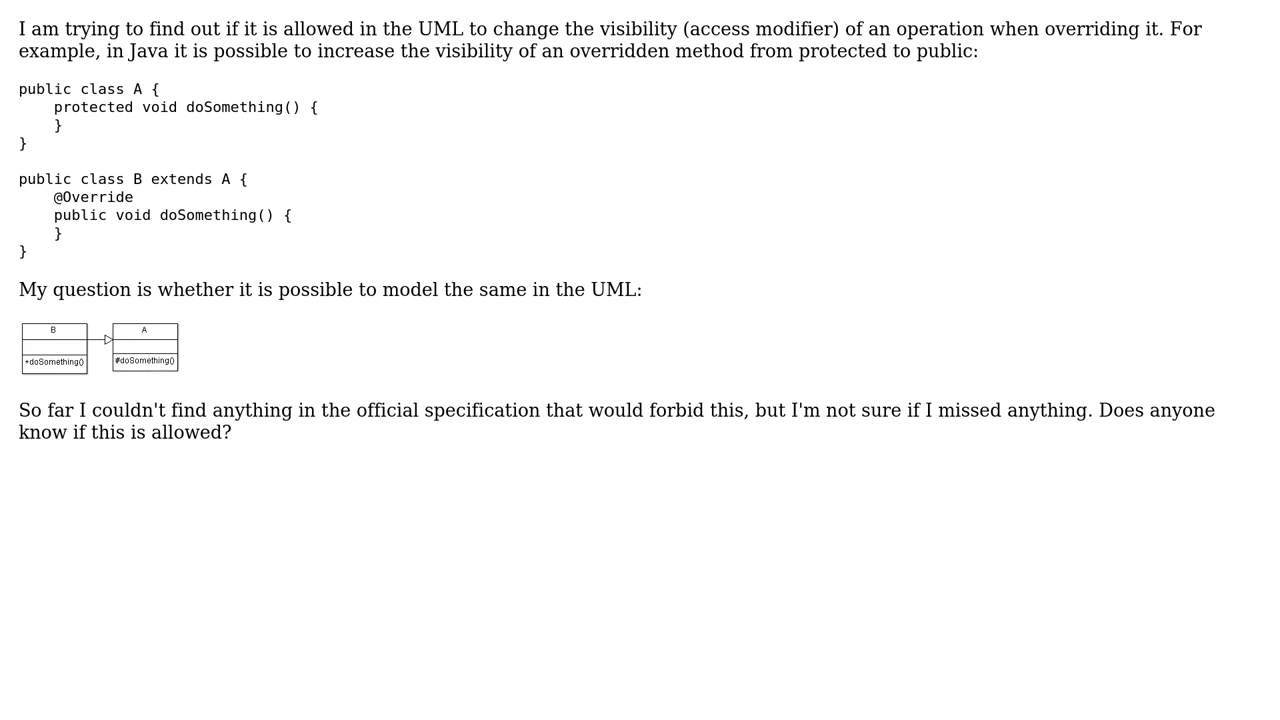 I am trying to find out if it is allowed in the UML to change the visibility (access modifier) of an operation when overriding it. For
example, in Java it is possible to increase the visibility of an overridden method from protected to public:
public class A {
    protected void doSomething() {
    }
}
public class B extends A {
    @Override
    public void doSomething() {
    }
}
My question is whether it is possible to model the same in the UML:
B
+doSomething()
A
#doSomething()
So far I couldn't find anything in the official specification that would forbid this, but I'm not sure if I missed anything. Does anyone
know if this is allowed?